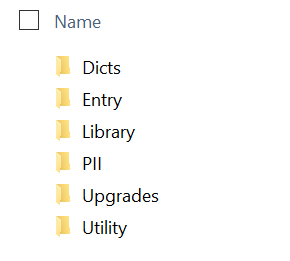 Name
Dicts
Entry
Library
PII
Upgrades
Utility